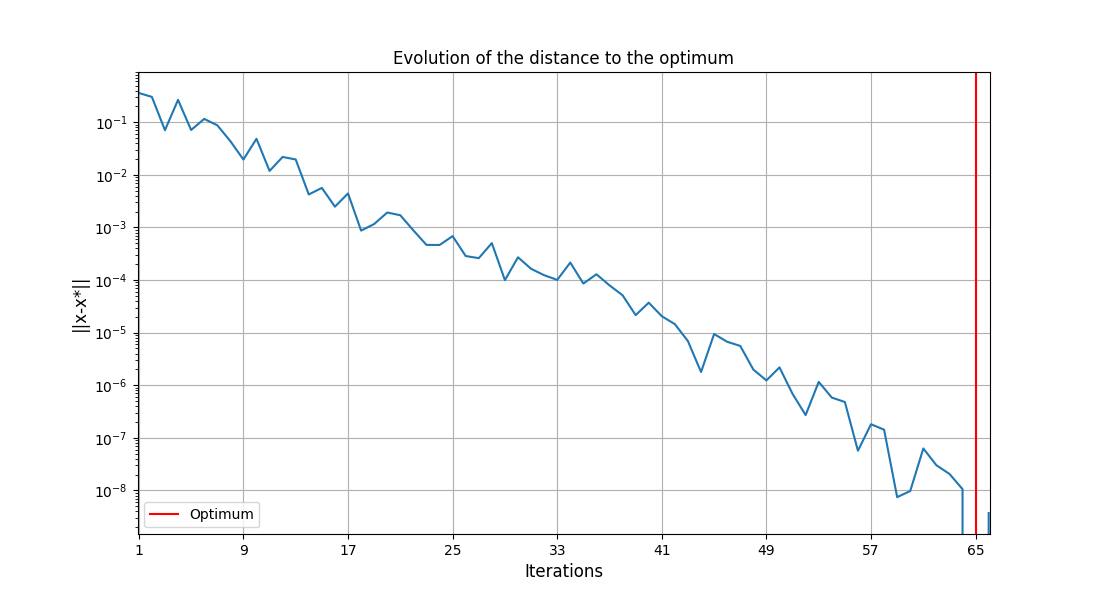 Evolution of the distance to the optimum
||x-x*||
10⁻¹
10⁻²
10⁻³
10⁻⁴
10⁻⁵
10⁻⁶
10⁻⁷
10⁻⁸
Optimum
1 9 17 25 33 41 49 57 65
Iterations